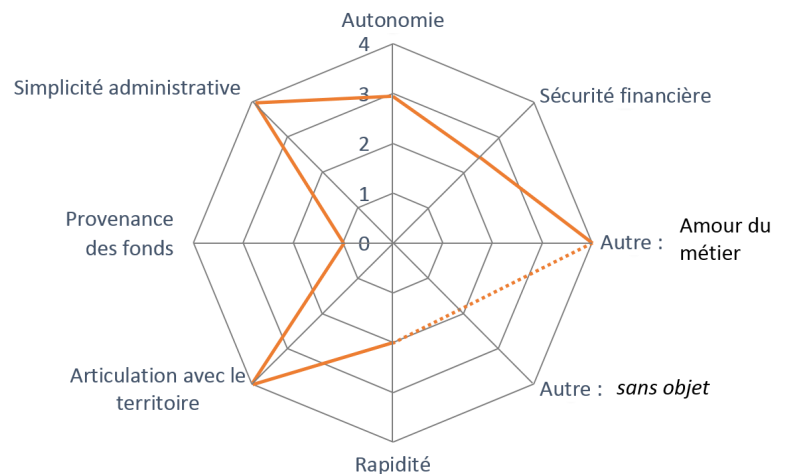 Autonomie
4
Simplicité administrative
3
Sécurité financière
2
1
Provenance
des fonds
0
Autre : Amour du
métier
Articulation avec le
territoire
Autre : sans objet
Rapidité